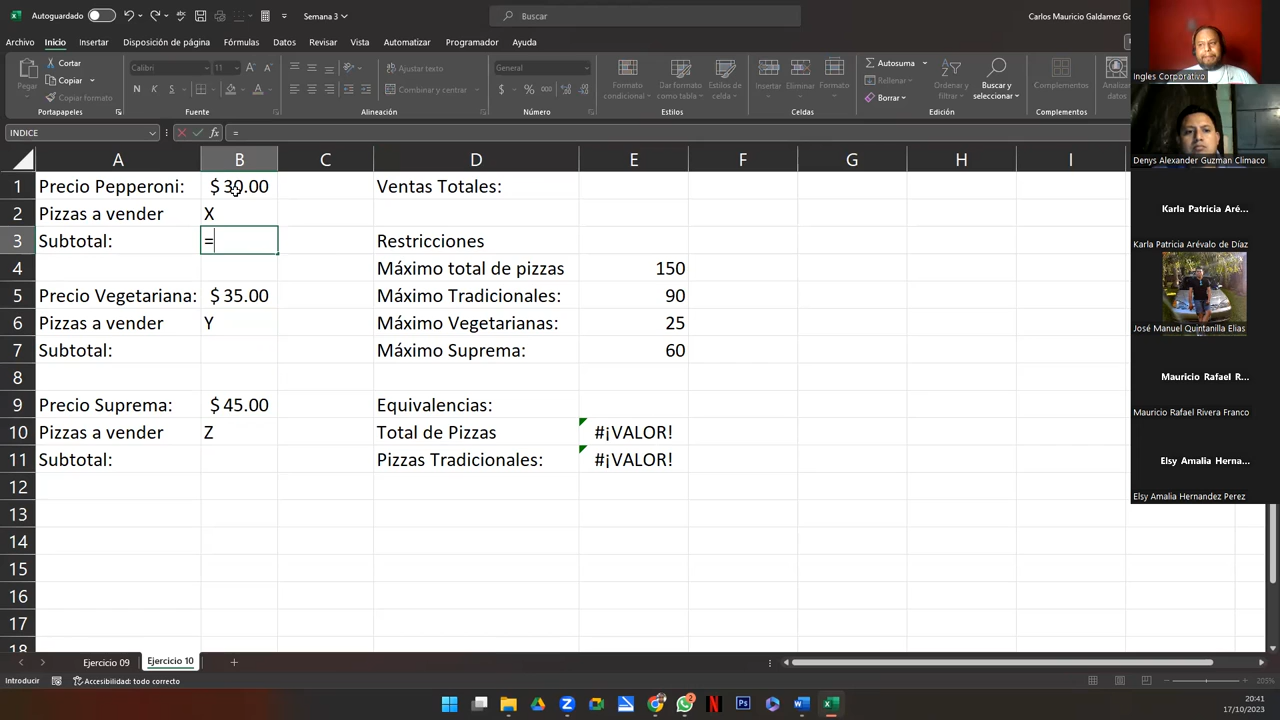 Autoguardado
Semana 3
Buscar
Carlos Mauricio Galdamez Go
Archivo Inicio Insertar Disposición de página Fórmulas Datos Revisar Vista Automatizar Programador Ayuda
Pegar
Cortar
Copiar
Copiar formato
Portapapeles
Calibri 11
N K S
Fuente
Ajustar texto
Combinar y centrar
Alineación
General
$ % 000
Número
Formato condicional
Dar formato como tabla
Estilos de celda
Estilos
Insertar Eliminar Formato
Celdas
Autosuma
Rellenar
Borrar
Ordenar y filtrar
Buscar y seleccionar
Edición
Complementos
Complementos
Analizar datos
INDICE fx =
A B C D E F G H I
1 Precio Pepperoni: $ 30.00 Ventas Totales:
2 Pizzas a vender X
3 Subtotal: = Restricciones
4 Máximo total de pizzas 150
5 Precio Vegetariana: $ 35.00 Máximo Tradicionales: 90
6 Pizzas a vender Y Máximo Vegetarianas: 25
7 Subtotal: Máximo Suprema: 60
8
9 Precio Suprema: $ 45.00 Equivalencias:
10 Pizzas a vender Z Total de Pizzas #¡VALOR!
11 Subtotal: Pizzas Tradicionales: #¡VALOR!
12
13
14
15
16
17
18
Ejercicio 09 Ejercicio 10
Introducir Accesibilidad: todo correcto
205%
20:41
17/10/2023
Ingles Corporativo
Denys Alexander Guzman Climaco
Karla Patricia Aré...
Karla Patricia Arévalo de Díaz
José Manuel Quintanilla Elias
Mauricio Rafael R...
Mauricio Rafael Rivera Franco
Elsy Amalia Herna...
Elsy Amalia Hernandez Perez